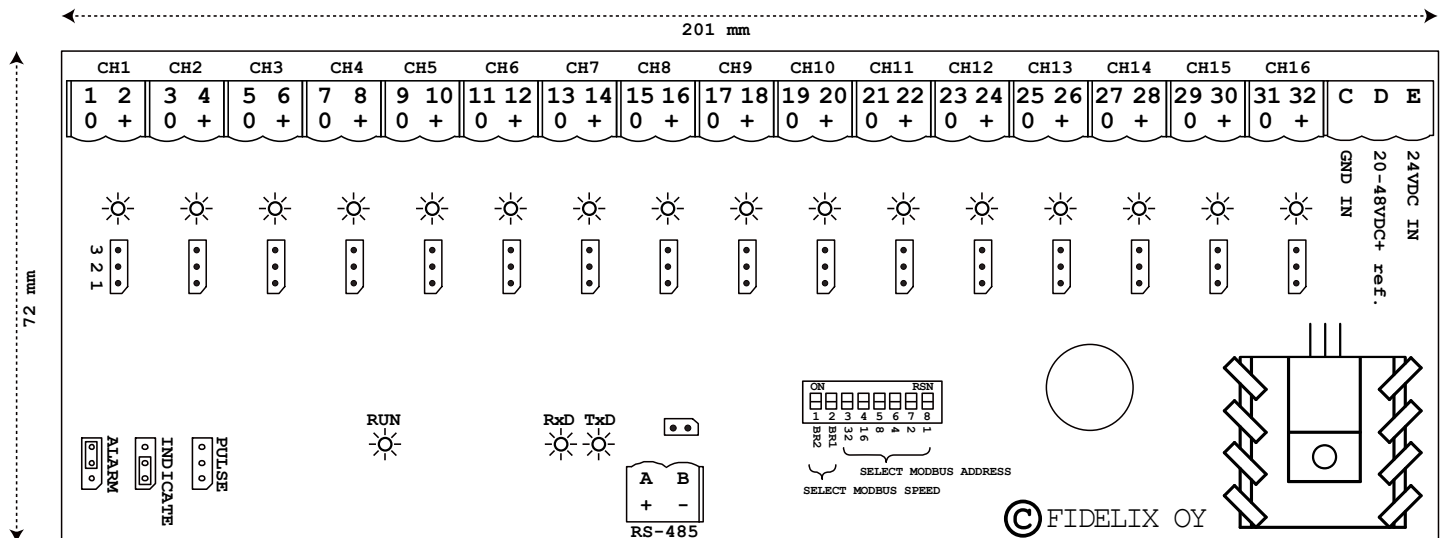 201 mm
72 mm
CH1 CH2 CH3 CH4 CH5 CH6 CH7 CH8 CH9 CH10 CH11 CH12 CH13 CH14 CH15 CH16
1 2 3 4 5 6 7 8 9 10 11 12 13 14 15 16 17 18 19 20 21 22 23 24 25 26 27 28 29 30 31 32 C D E
0 + 0 + 0 + 0 + 0 + 0 + 0 + 0 + 0 + 0 + 0 + 0 + 0 + 0 + 0 + 0 +
GND IN
20-48VDC+ ref.
24VDC IN
3 2 1
ALARM
INDICATE
PULSE
RUN
RxD TxD
A B
+ -
RS-485
ON RSN
1 2 3 4 5 6 7 8
BR2 BR1 32 16 8 4 2 1
SELECT MODBUS ADDRESS
SELECT MODBUS SPEED
© FIDELIX OY